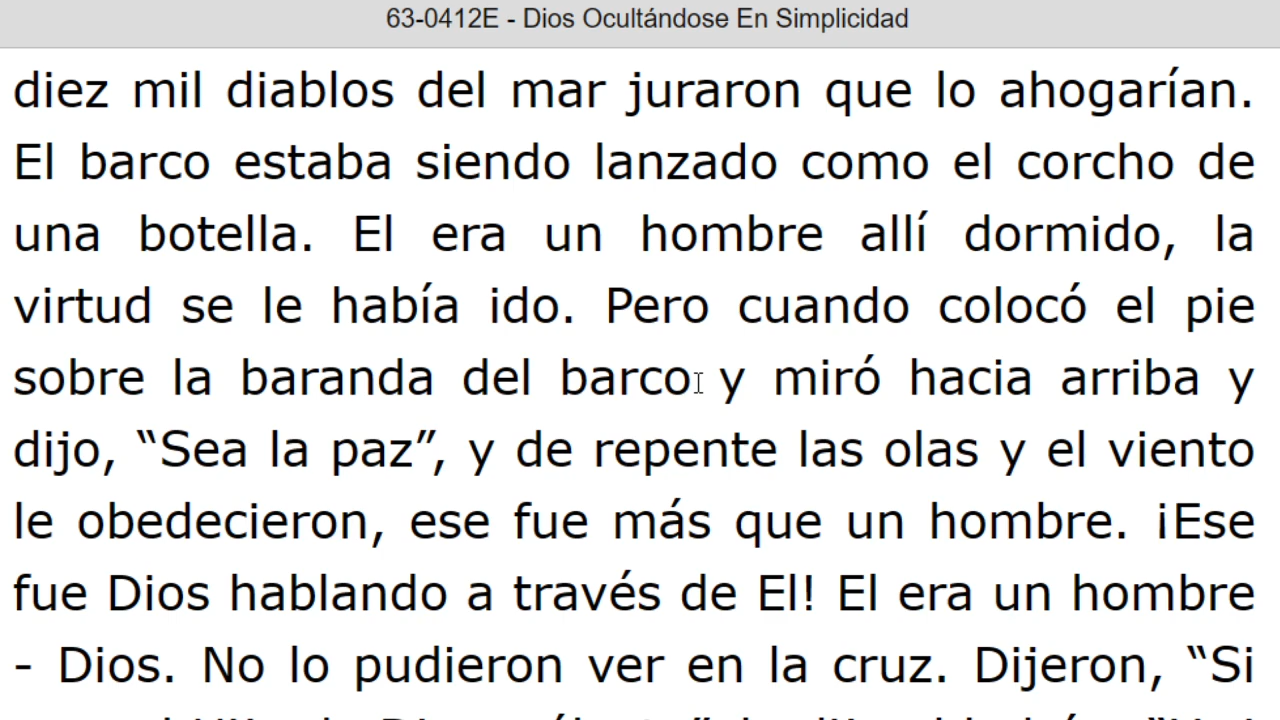 63-0412E - Dios Ocultándose En Simplicidad
diez mil diablos del mar juraron que lo ahogarían.
El barco estaba siendo lanzado como el corcho de
una botella. El era un hombre allí dormido, la
virtud se le había ido. Pero cuando colocó el pie
sobre la baranda del barco y miró hacia arriba y
dijo, “Sea la paz”, y de repente las olas y el viento
le obedecieron, ese fue más que un hombre. ¡Ese
fue Dios hablando a través de El! El era un hombre
- Dios. No lo pudieron ver en la cruz. Dijeron, “Si